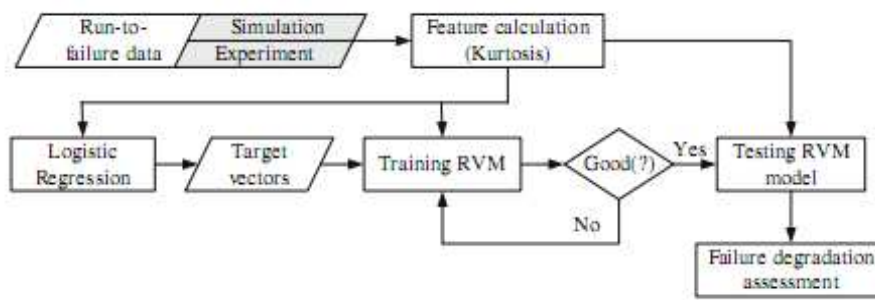 Run-to-
failure data
Simulation
Experiment
Feature calculation
(Kurtosis)
Logistic
Regression
Target
vectors
Training RVM
Good(?)
Yes
No
Testing RVM
model
Failure degradation
assessment